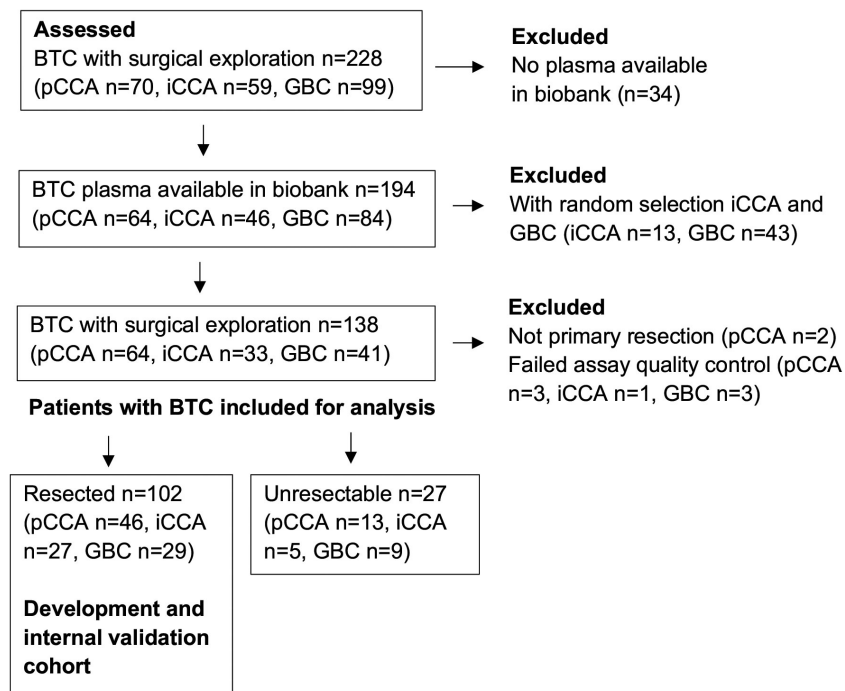 Assessed
BTC with surgical exploration n=228
(pCCA n=70, iCCA n=59, GBC n=99)
Excluded
No plasma available
in biobank (n=34)
BTC plasma available in biobank n=194
(pCCA n=64, iCCA n=46, GBC n=84)
Excluded
With random selection iCCA and
GBC (iCCA n=13, GBC n=43)
BTC with surgical exploration n=138
(pCCA n=64, iCCA n=33, GBC n=41)
Excluded
Not primary resection (pCCA n=2)
Failed assay quality control (pCCA
n=3, iCCA n=1, GBC n=3)
Patients with BTC included for analysis
Resected n=102
(pCCA n=46, iCCA
n=27, GBC n=29)
Development and
internal validation
cohort
Unresectable n=27
(pCCA n=13, iCCA
n=5, GBC n=9)